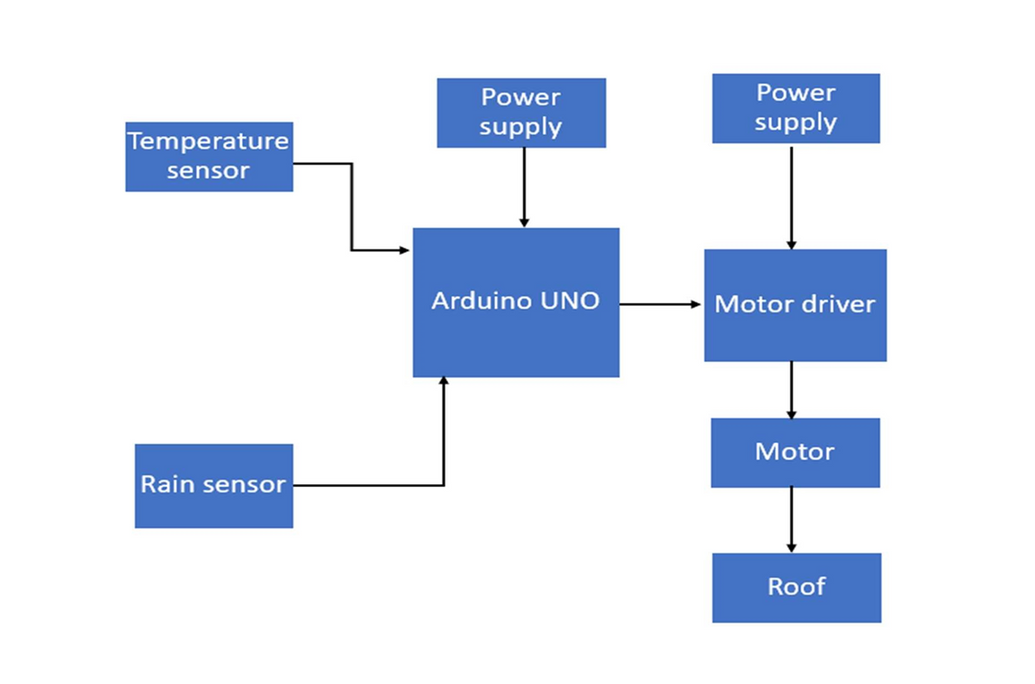 Power
supply
Power
supply
Temperature
sensor
Arduino UNO
Motor driver
Motor
Rain sensor
Roof